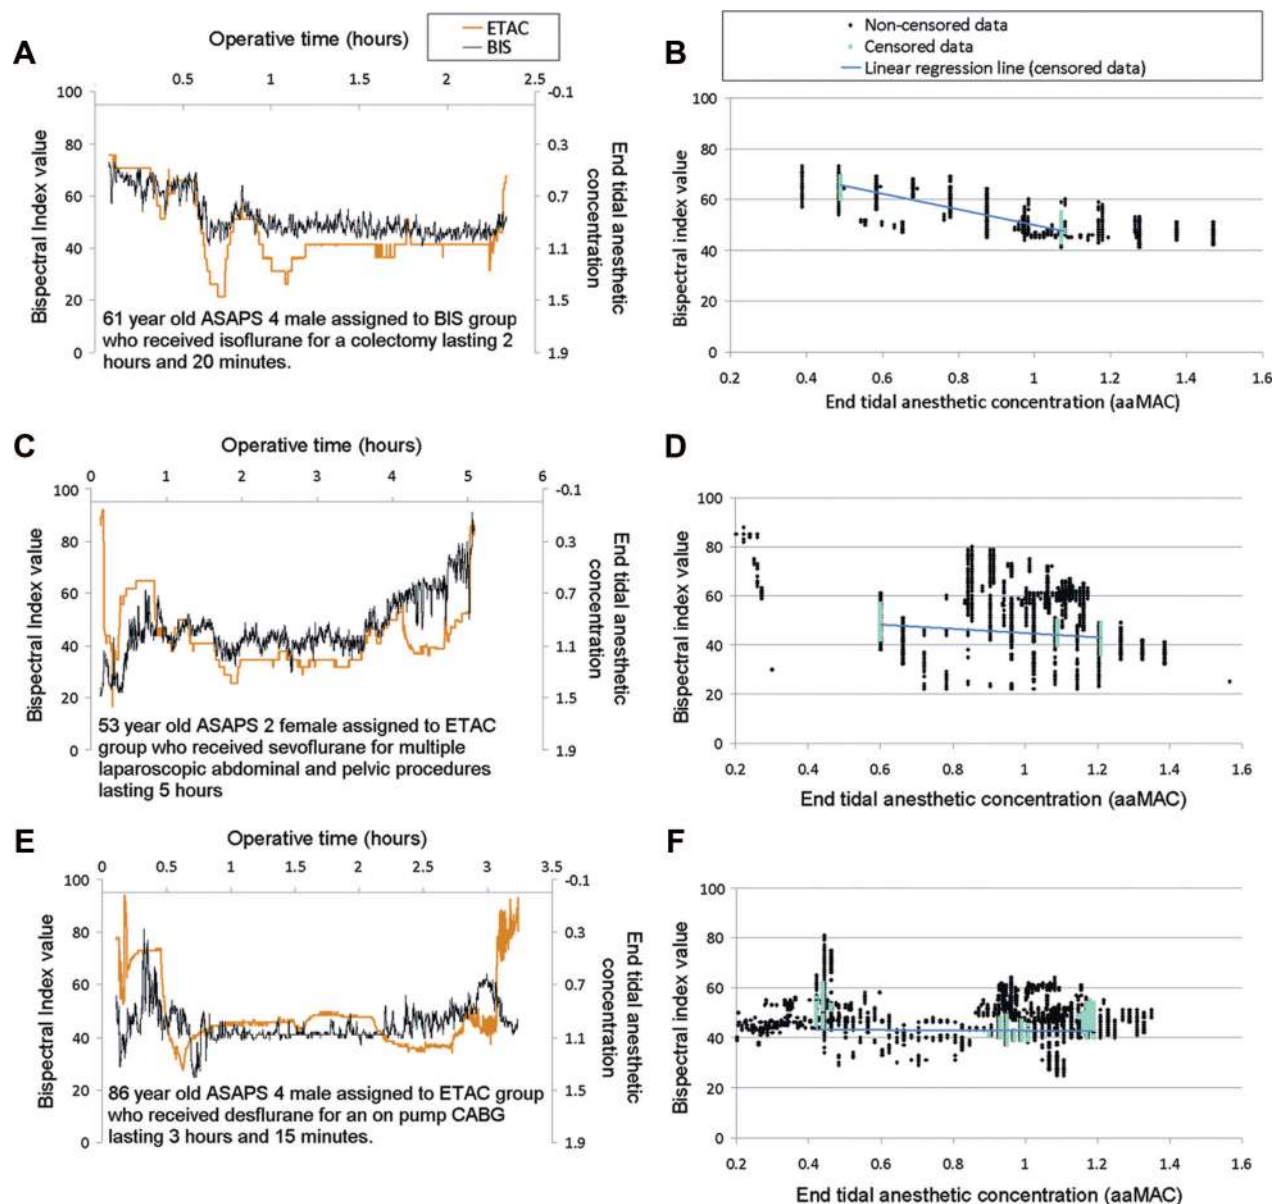 A
Operative time (hours)
ETAC
BIS
0.5 1 1.5 2 2.5
100 80 60 40 20 0
Bispectral Index value
-0.1 0.3 0.7 1.1 1.5 1.9
End tidal anesthetic
concentration
61 year old ASAPS 4 male assigned to BIS group
who received isoflurane for a colectomy lasting 2
hours and 20 minutes.
B
Non-censored data
Censored data
Linear regression line (censored data)
100 80 60 40 20 0
Bispectral index value
0.2 0.4 0.6 0.8 1 1.2 1.4 1.6
End tidal anesthetic concentration (aaMAC)
C
Operative time (hours)
0 1 2 3 4 5 6
100 80 60 40 20 0
Bispectral Index value
-0.1 0.3 0.7 1.1 1.5 1.9
End tidal anesthetic
concentration
53 year old ASAPS 2 female assigned to ETAC
group who received sevoflurane for multiple
laparoscopic abdominal and pelvic procedures
lasting 5 hours
D
100 80 60 40 20 0
Bispectral index value
0.2 0.4 0.6 0.8 1 1.2 1.4 1.6
End tidal anesthetic concentration (aaMAC)
E
Operative time (hours)
0 0.5 1 1.5 2 2.5 3 3.5
100 80 60 40 20 0
Bispectral Index value
-0.1 0.3 0.7 1.1 1.5 1.9
End tidal anesthetic
concentration
86 year old ASAPS 4 male assigned to ETAC group
who received desflurane for an on pump CABG
lasting 3 hours and 15 minutes.
F
100 80 60 40 20 0
Bispectral index value
0.2 0.4 0.6 0.8 1 1.2 1.4 1.6
End tidal anesthetic concentration (aaMAC)